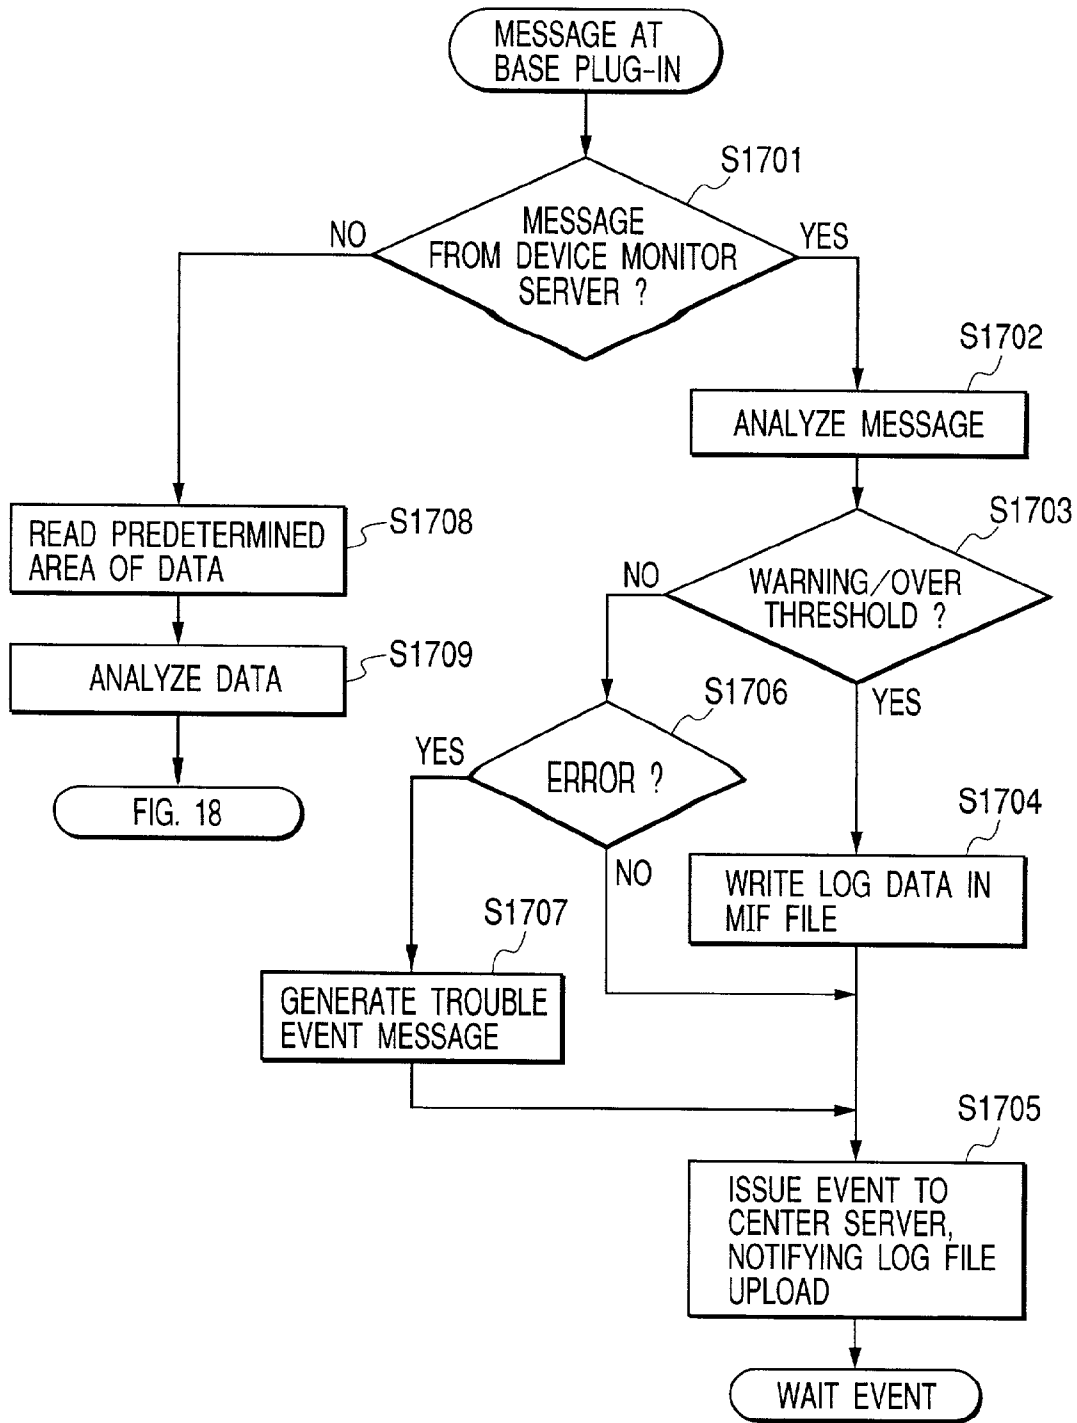 MESSAGE AT
BASE PLUG-IN
S1701
NO
MESSAGE
FROM DEVICE MONITOR
SERVER ?
YES
S1702
ANALYZE MESSAGE
S1708
READ PREDETERMINED
AREA OF DATA
S1703
NO
WARNING/OVER
THRESHOLD ?
YES
S1709
ANALYZE DATA
S1706
YES
ERROR ?
NO
FIG. 18
S1704
WRITE LOG DATA IN
MIF FILE
S1707
GENERATE TROUBLE
EVENT MESSAGE
S1705
ISSUE EVENT TO
CENTER SERVER,
NOTIFYING LOG FILE
UPLOAD
WAIT EVENT